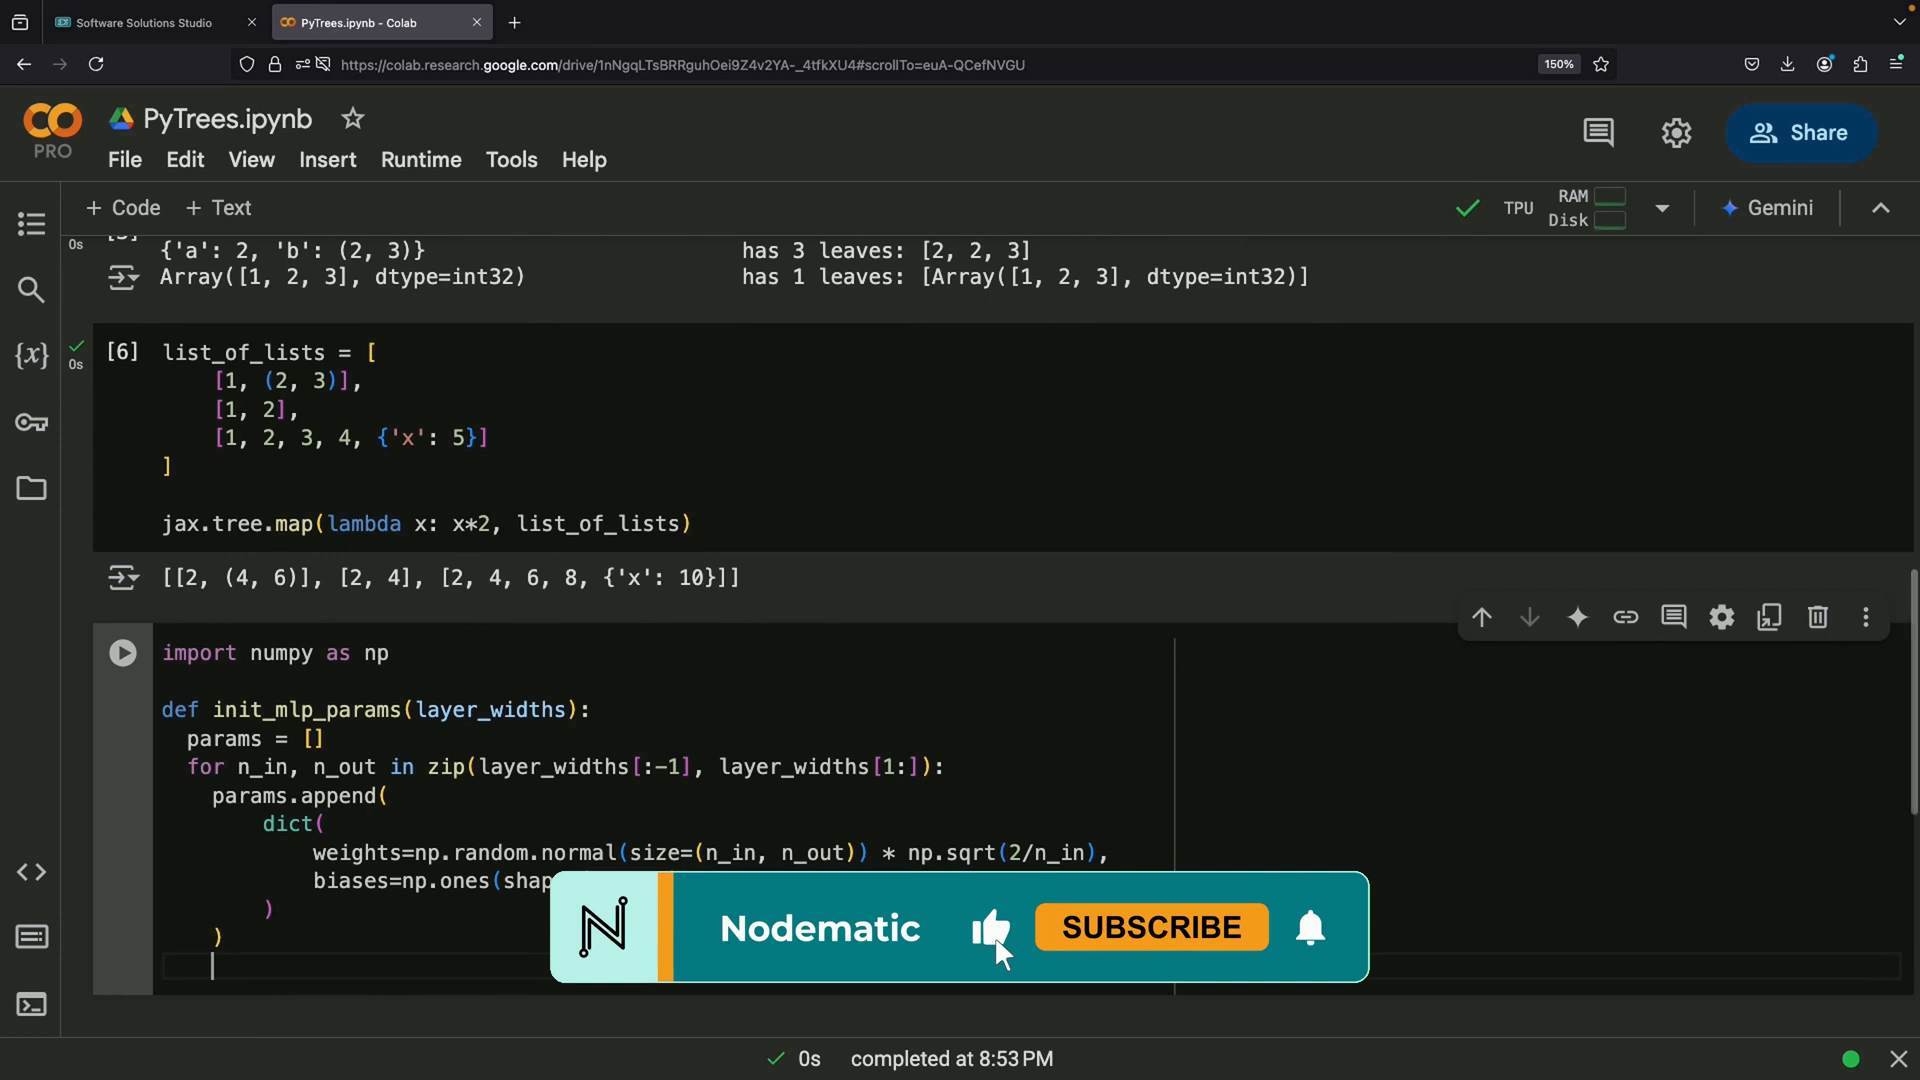 Software Solutions Studio
PyTrees.ipynb - Colab
https://colab.research.google.com/drive/1nNgqLTsBRRguhOei9Z4v2YA-_4tfkXU4#scrollTo=euA-QCefNVGU
150%
PRO
PyTrees.ipynb
File Edit View Insert Runtime Tools Help
Share
+ Code + Text
TPU
RAM
Disk
Gemini
0s
{'a': 2, 'b': (2, 3)} has 3 leaves: [2, 2, 3]
Array([1, 2, 3], dtype=int32) has 1 leaves: [Array([1, 2, 3], dtype=int32)]
0s
[6] list_of_lists = [
[1, (2, 3)],
[1, 2],
[1, 2, 3, 4, {'x': 5}]
]
jax.tree.map(lambda x: x*2, list_of_lists)
[[2, (4, 6)], [2, 4], [2, 4, 6, 8, {'x': 10}]]
import numpy as np
def init_mlp_params(layer_widths):
params = []
for n_in, n_out in zip(layer_widths[:-1], layer_widths[1:]):
params.append(
dict(
weights=np.random.normal(size=(n_in, n_out)) * np.sqrt(2/n_in),
biases=np.ones(shap
)
)
Nodematic
SUBSCRIBE
0s completed at 8:53 PM